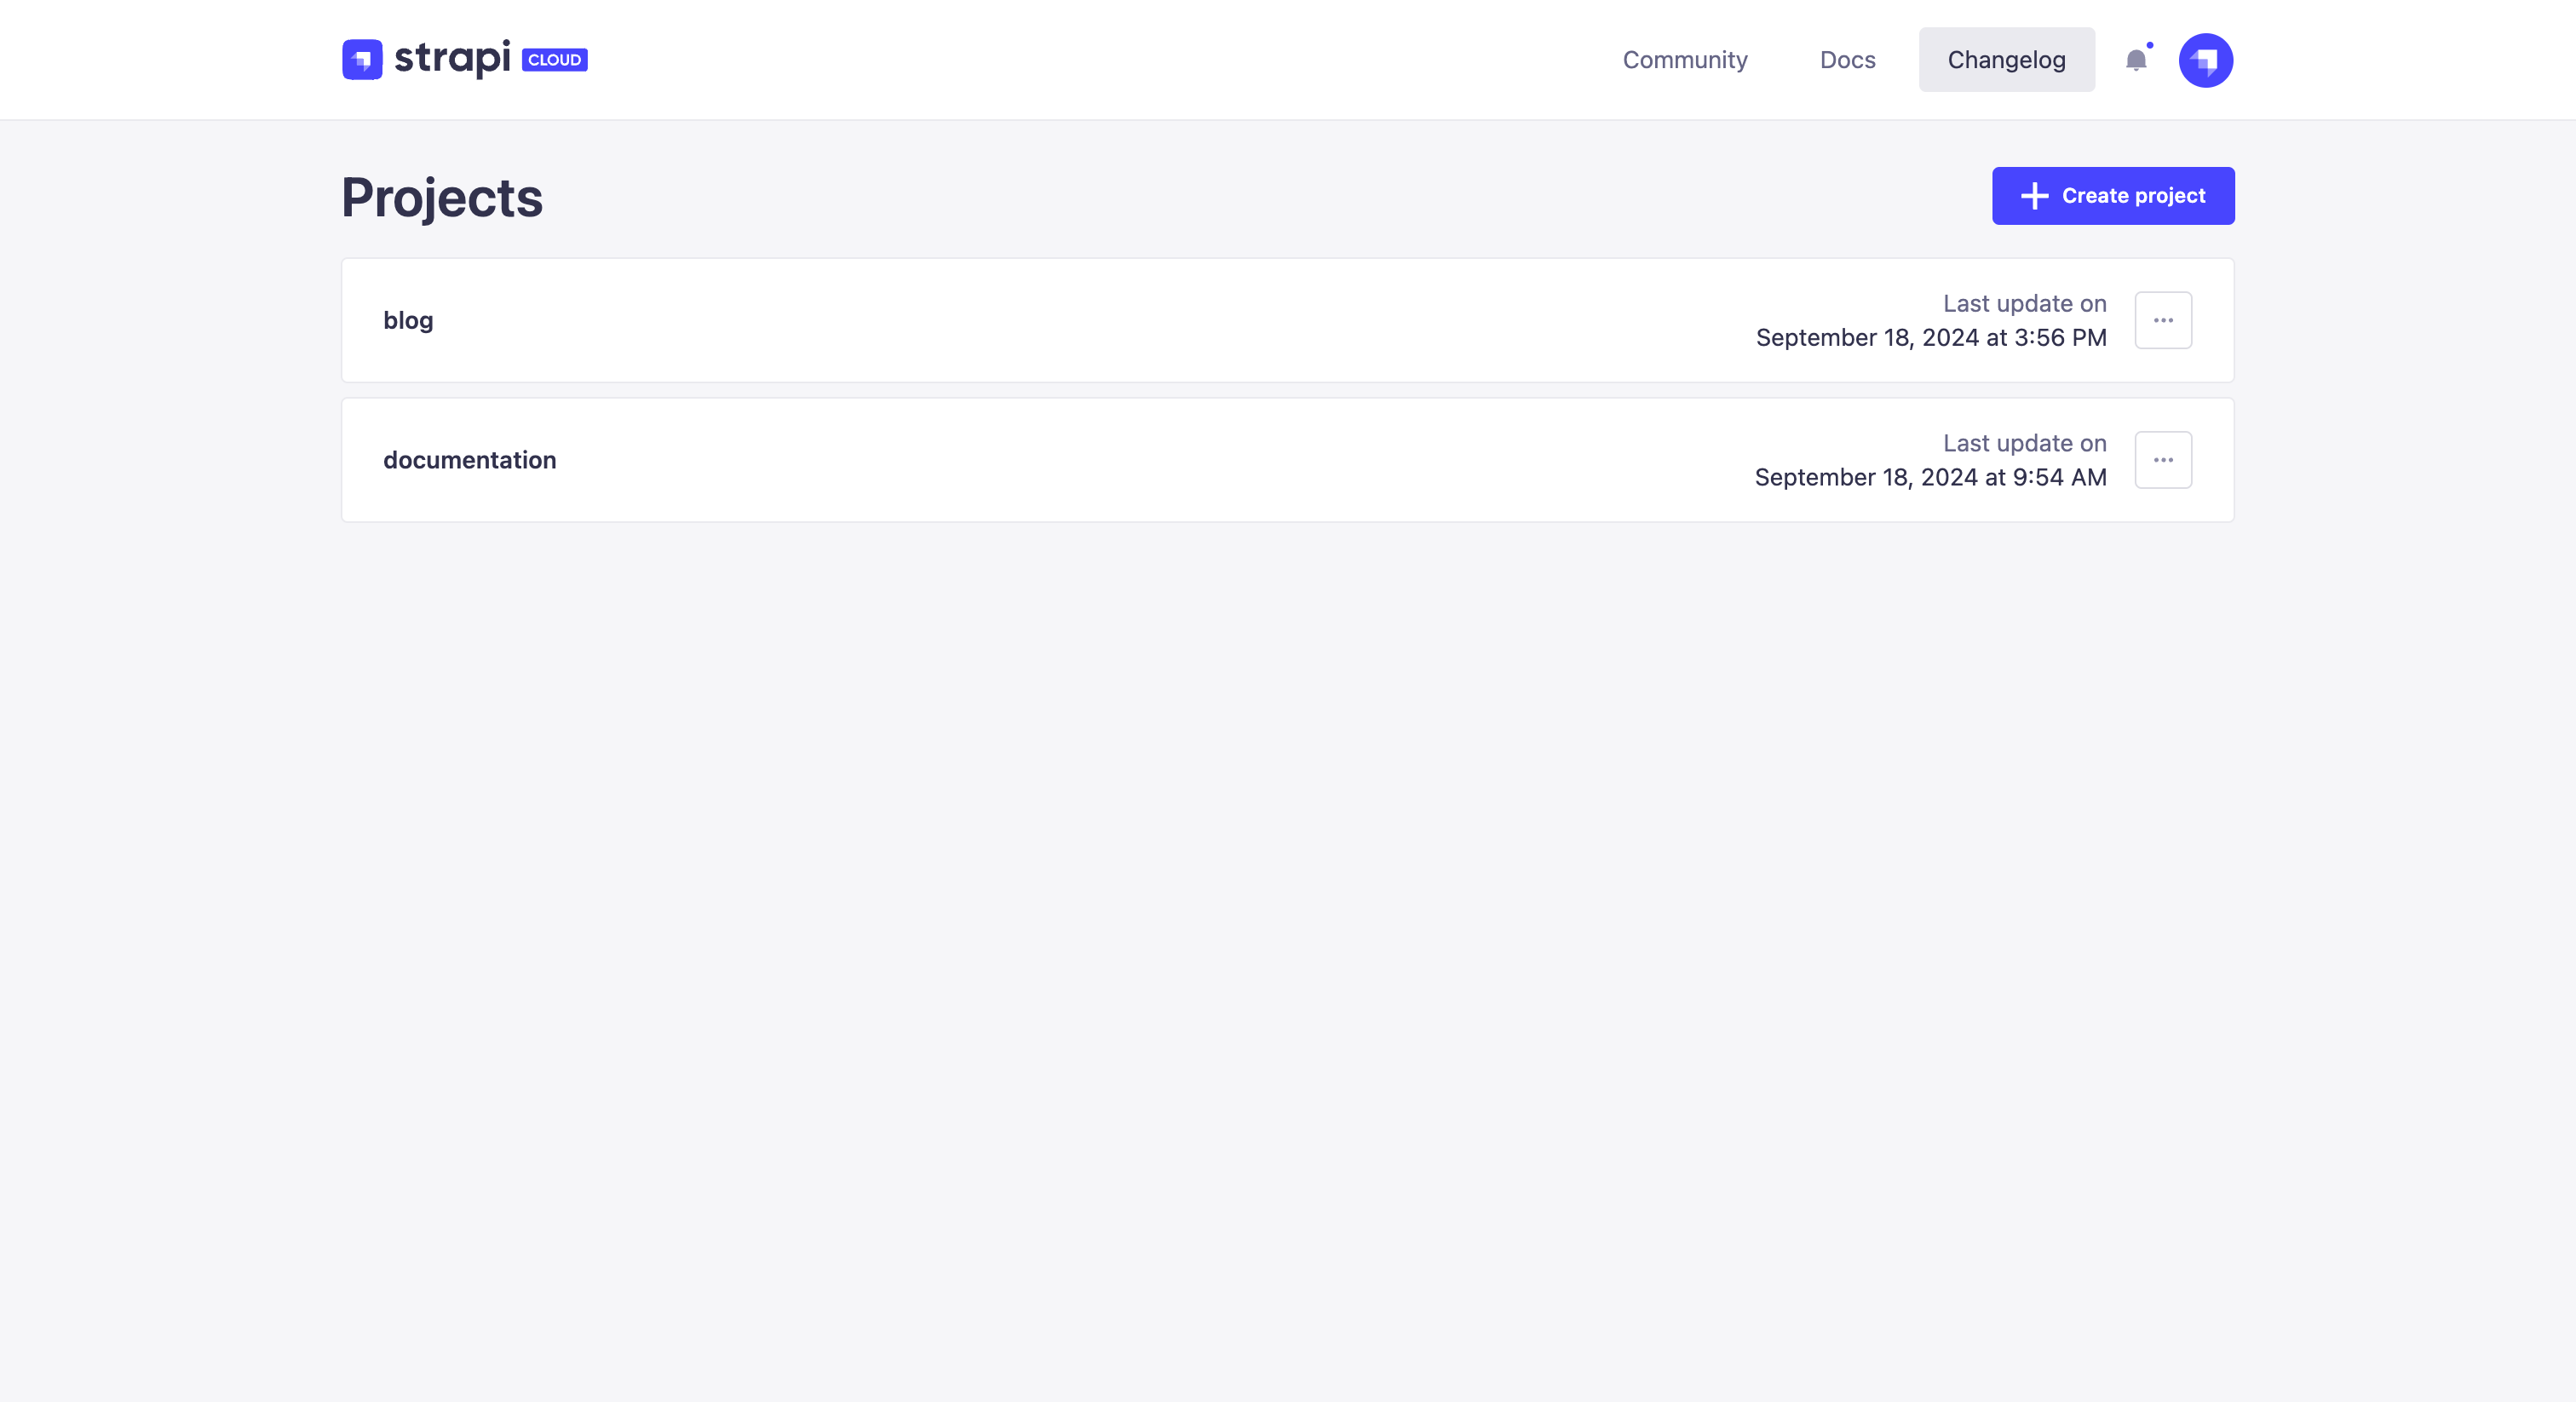 strapi CLOUD
Community
Docs
Changelog
Projects
Create project
blog
Last update on
September 18, 2024 at 3:56 PM
documentation
Last update on
September 18, 2024 at 9:54 AM